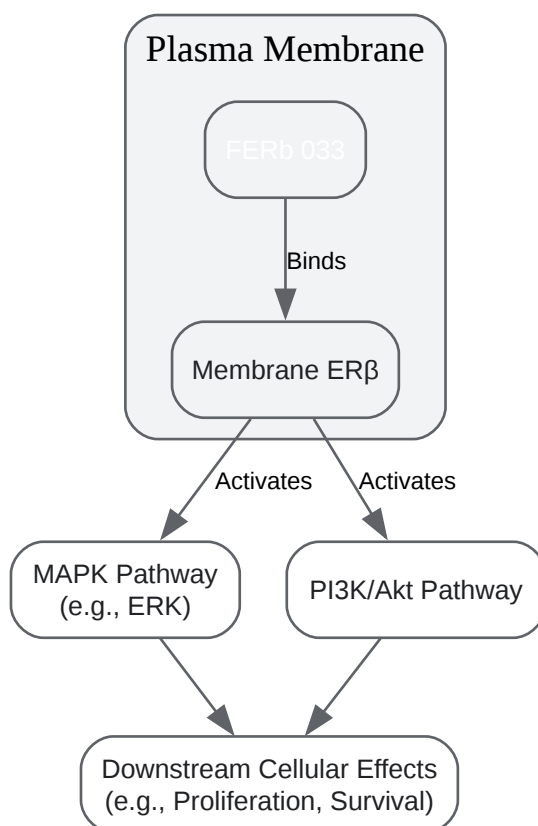 Plasma Membrane
FERb 033
Binds
Membrane ERβ
Activates
Activates
MAPK Pathway
(e.g., ERK)
PI3K/Akt Pathway
Downstream Cellular Effects
(e.g., Proliferation, Survival)